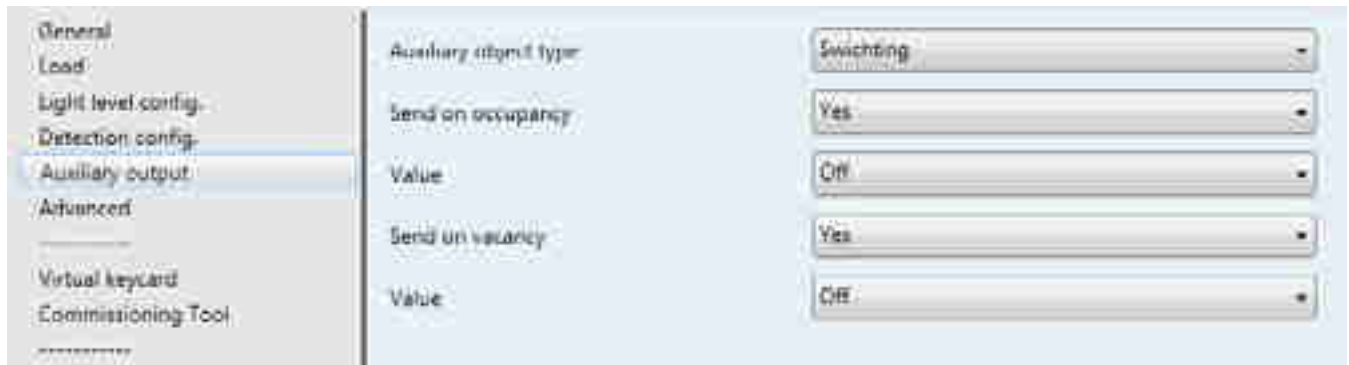 General
Load
Light level config.
Detection config.
Auxiliary output
Advanced
-----------
Virtual keycard
Commissioning Tool
-----------
Auxiliary object type
Swichting
Send on occupancy
Yes
Value
Off
Send on vacancy
Yes
Value
Off